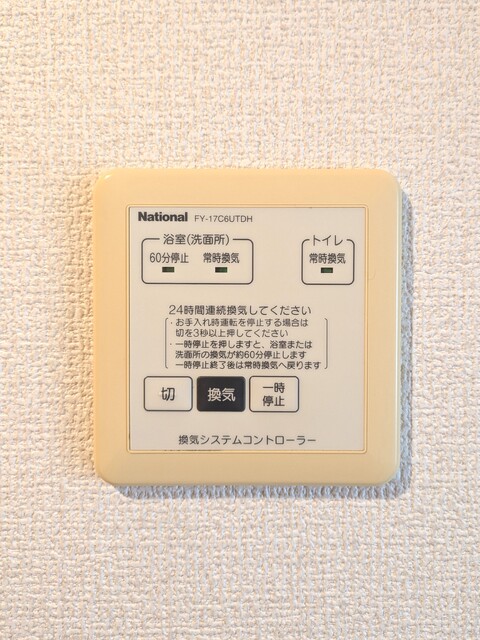 National FY-17C6UTDH
浴室(洗面所)
60分停止 常時換気
トイレ
常時換気
24時間連続換気してください
・お手入れ時運転を停止する場合は
切を3秒以上押してください
・一時停止を押しますと、浴室または
洗面所の換気が約60分停止します
一時停止終了後は常時換気へ戻ります
切
換気
一時
停止
換気システムコントローラー